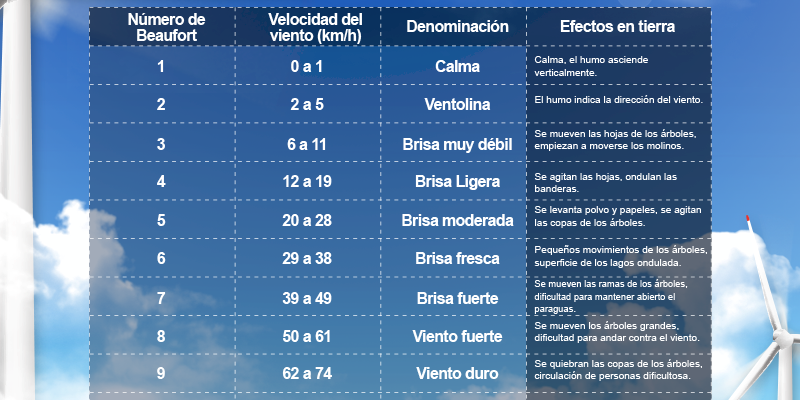 Número de Beaufort
Velocidad del viento (km/h)
Denominación
Efectos en tierra
1
0 a 1
Calma
Calma, el humo asciende
verticalmente.
2
2 a 5
Ventolina
El humo indica la dirección del viento.
3
6 a 11
Brisa muy débil
Se mueven las hojas de los árboles,
empiezan a moverse los molinos.
4
12 a 19
Brisa Ligera
Se agitan las hojas, ondulan las
banderas.
5
20 a 28
Brisa moderada
Se levanta polvo y papeles, se agitan
las copas de los árboles.
6
29 a 38
Brisa fresca
Pequeños movimientos de los árboles,
superficie de los lagos ondulada.
7
39 a 49
Brisa fuerte
Se mueven las ramas de los árboles,
dificultad para mantener abierto el
paraguas.
8
50 a 61
Viento fuerte
Se mueven los árboles grandes,
dificultad para andar contra el viento.
9
62 a 74
Viento duro
Se quiebran las copas de los árboles,
circulación de personas dificultosa.